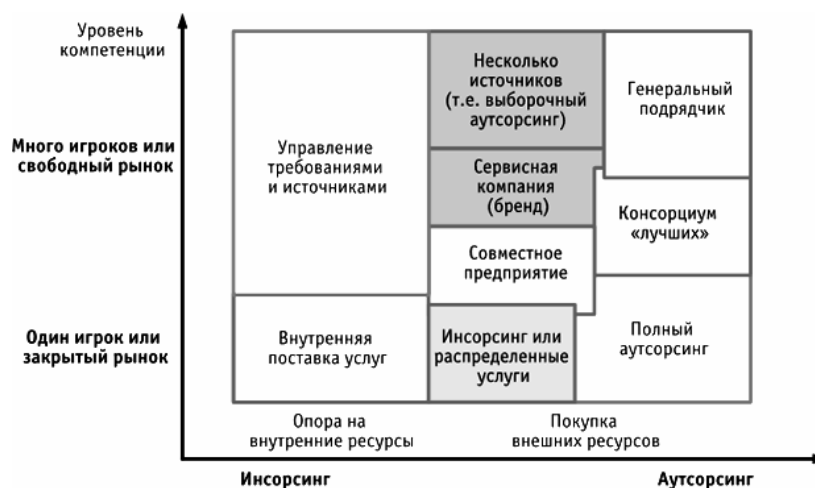 Уровень
компетенции
Много игроков или
свободный рынок
Один игрок или
закрытый рынок
Управление
требованиями
и источниками
Внутренняя
поставка услуг
Несколько
источников
(т.е. выборочный
аутсорсинг)
Сервисная
компания
(бренд)
Совместное
предприятие
Инсорсинг или
распределенные
услуги
Генеральный
подрядчик
Консорциум
«лучших»
Полный
аутсорсинг
Опора на
внутренние ресурсы
Покупка
внешних ресурсов
Инсорсинг
Аутсорсинг